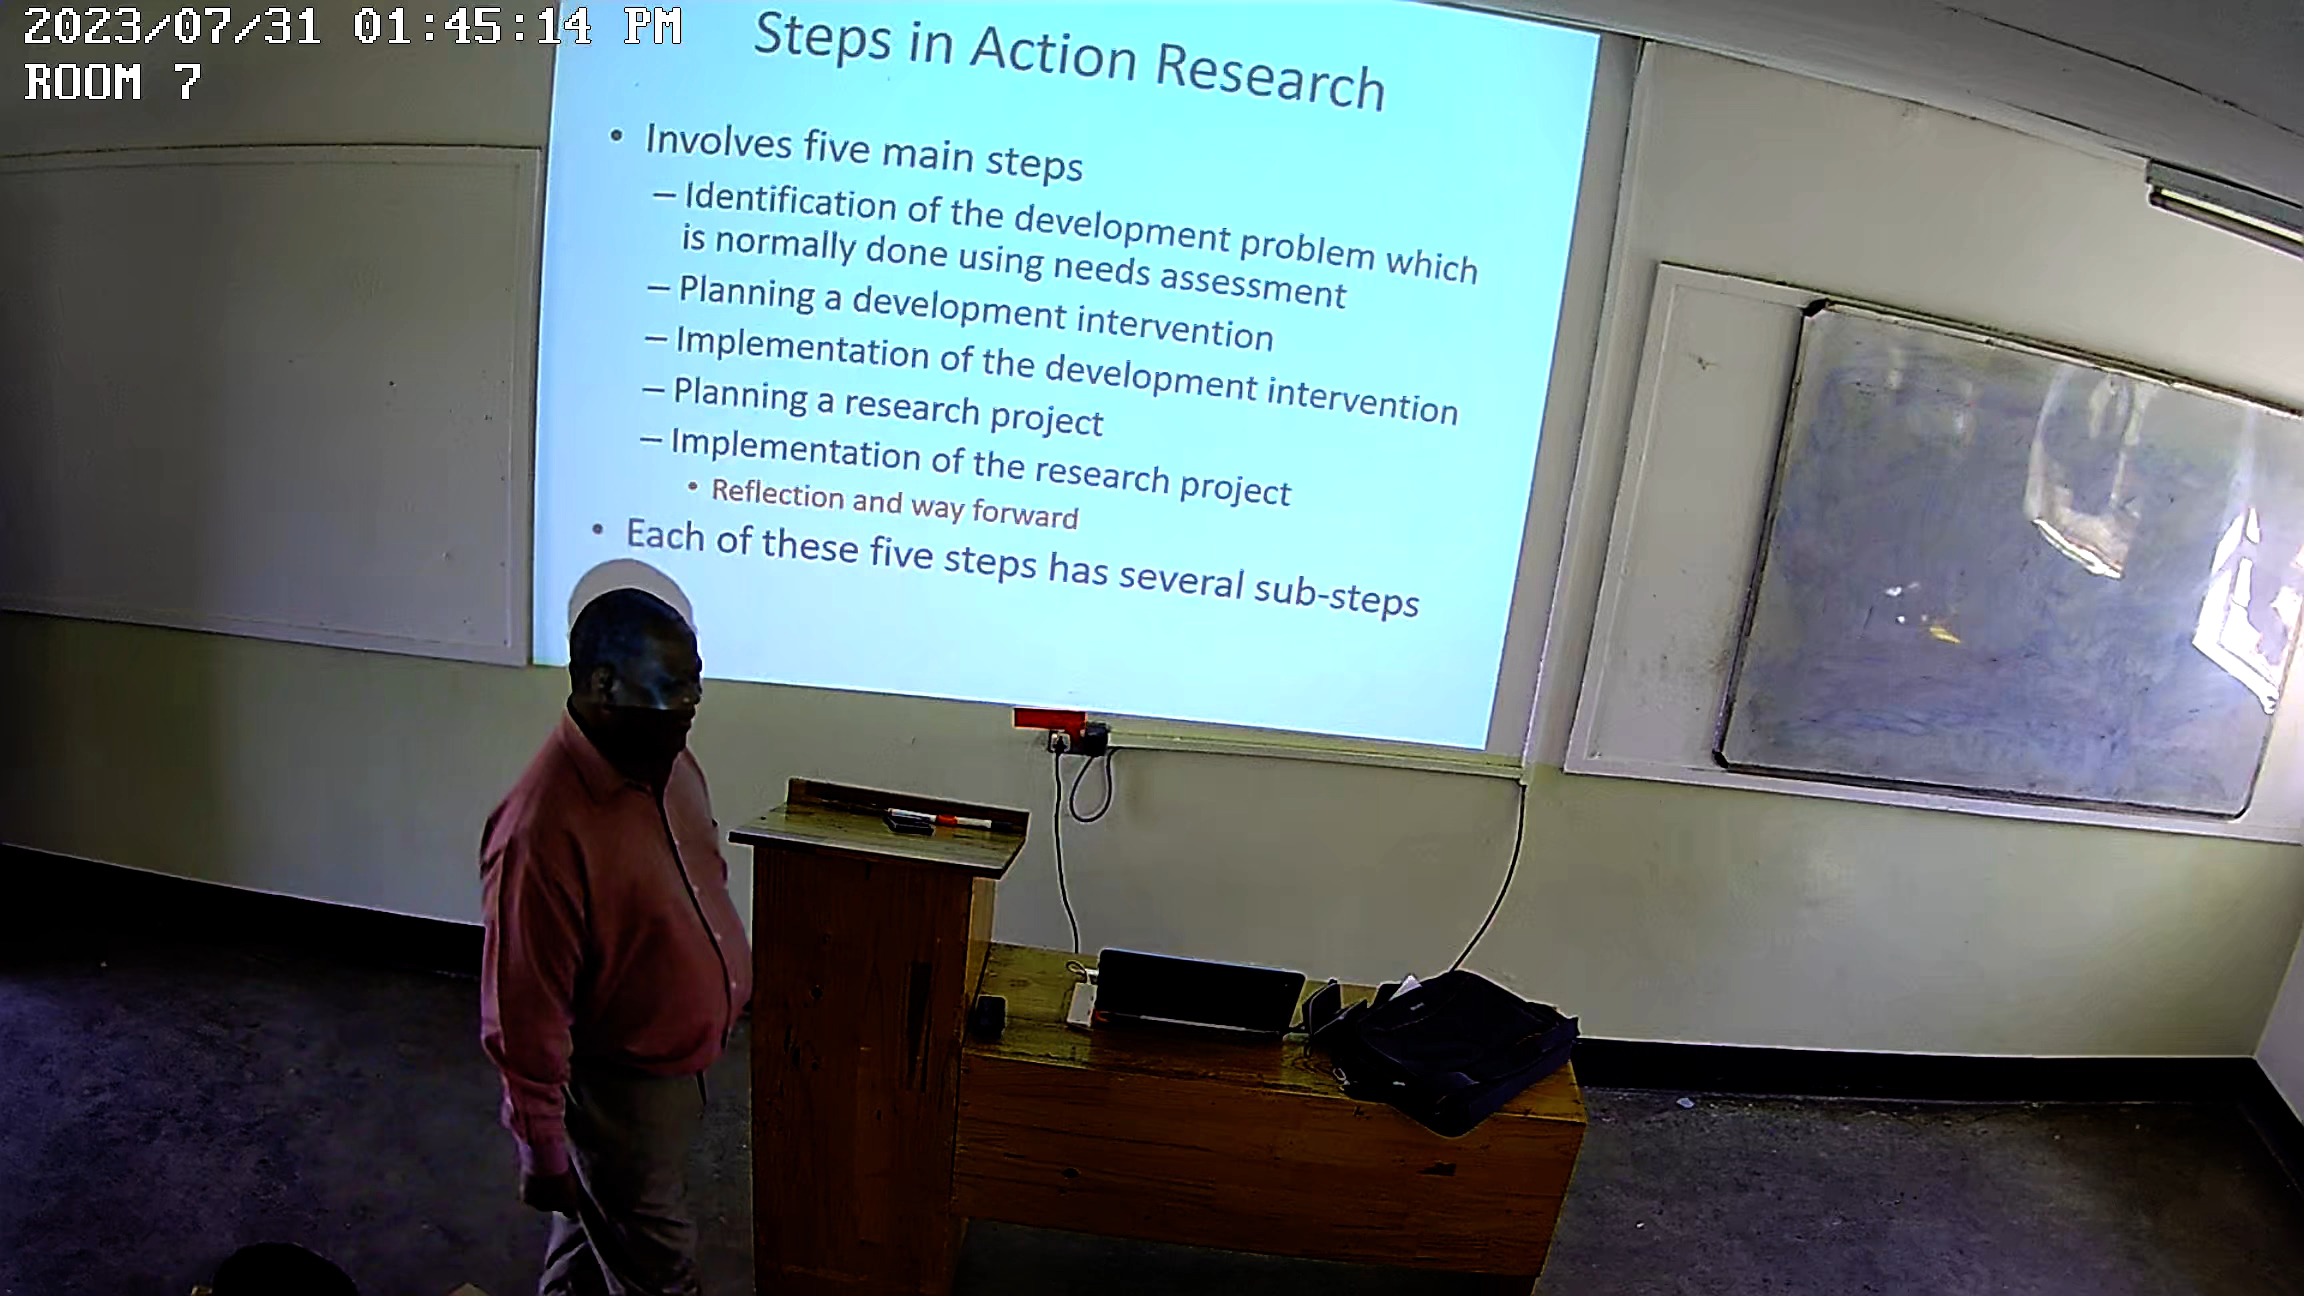 2023/07/31 01:45:14 PM
ROOM 7
Steps in Action Research
• Involves five main steps
– Identification of the development problem which
is normally done using needs assessment
– Planning a development intervention
– Implementation of the development intervention
– Planning a research project
– Implementation of the research project
• Reflection and way forward
• Each of these five steps has several sub-steps